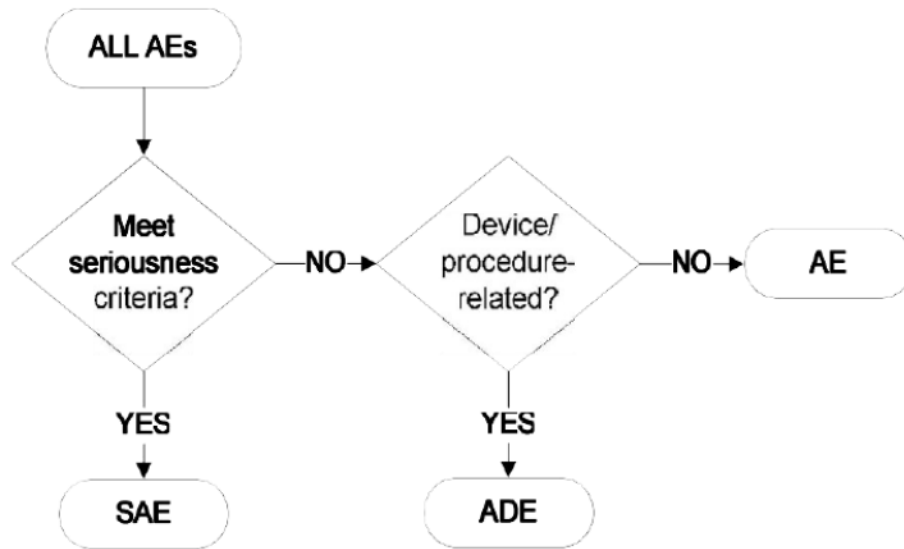 ALL AEs
Meet
seriousness
criteria?
NO
Device/
procedure-
related?
NO
AE
YES
SAE
YES
ADE